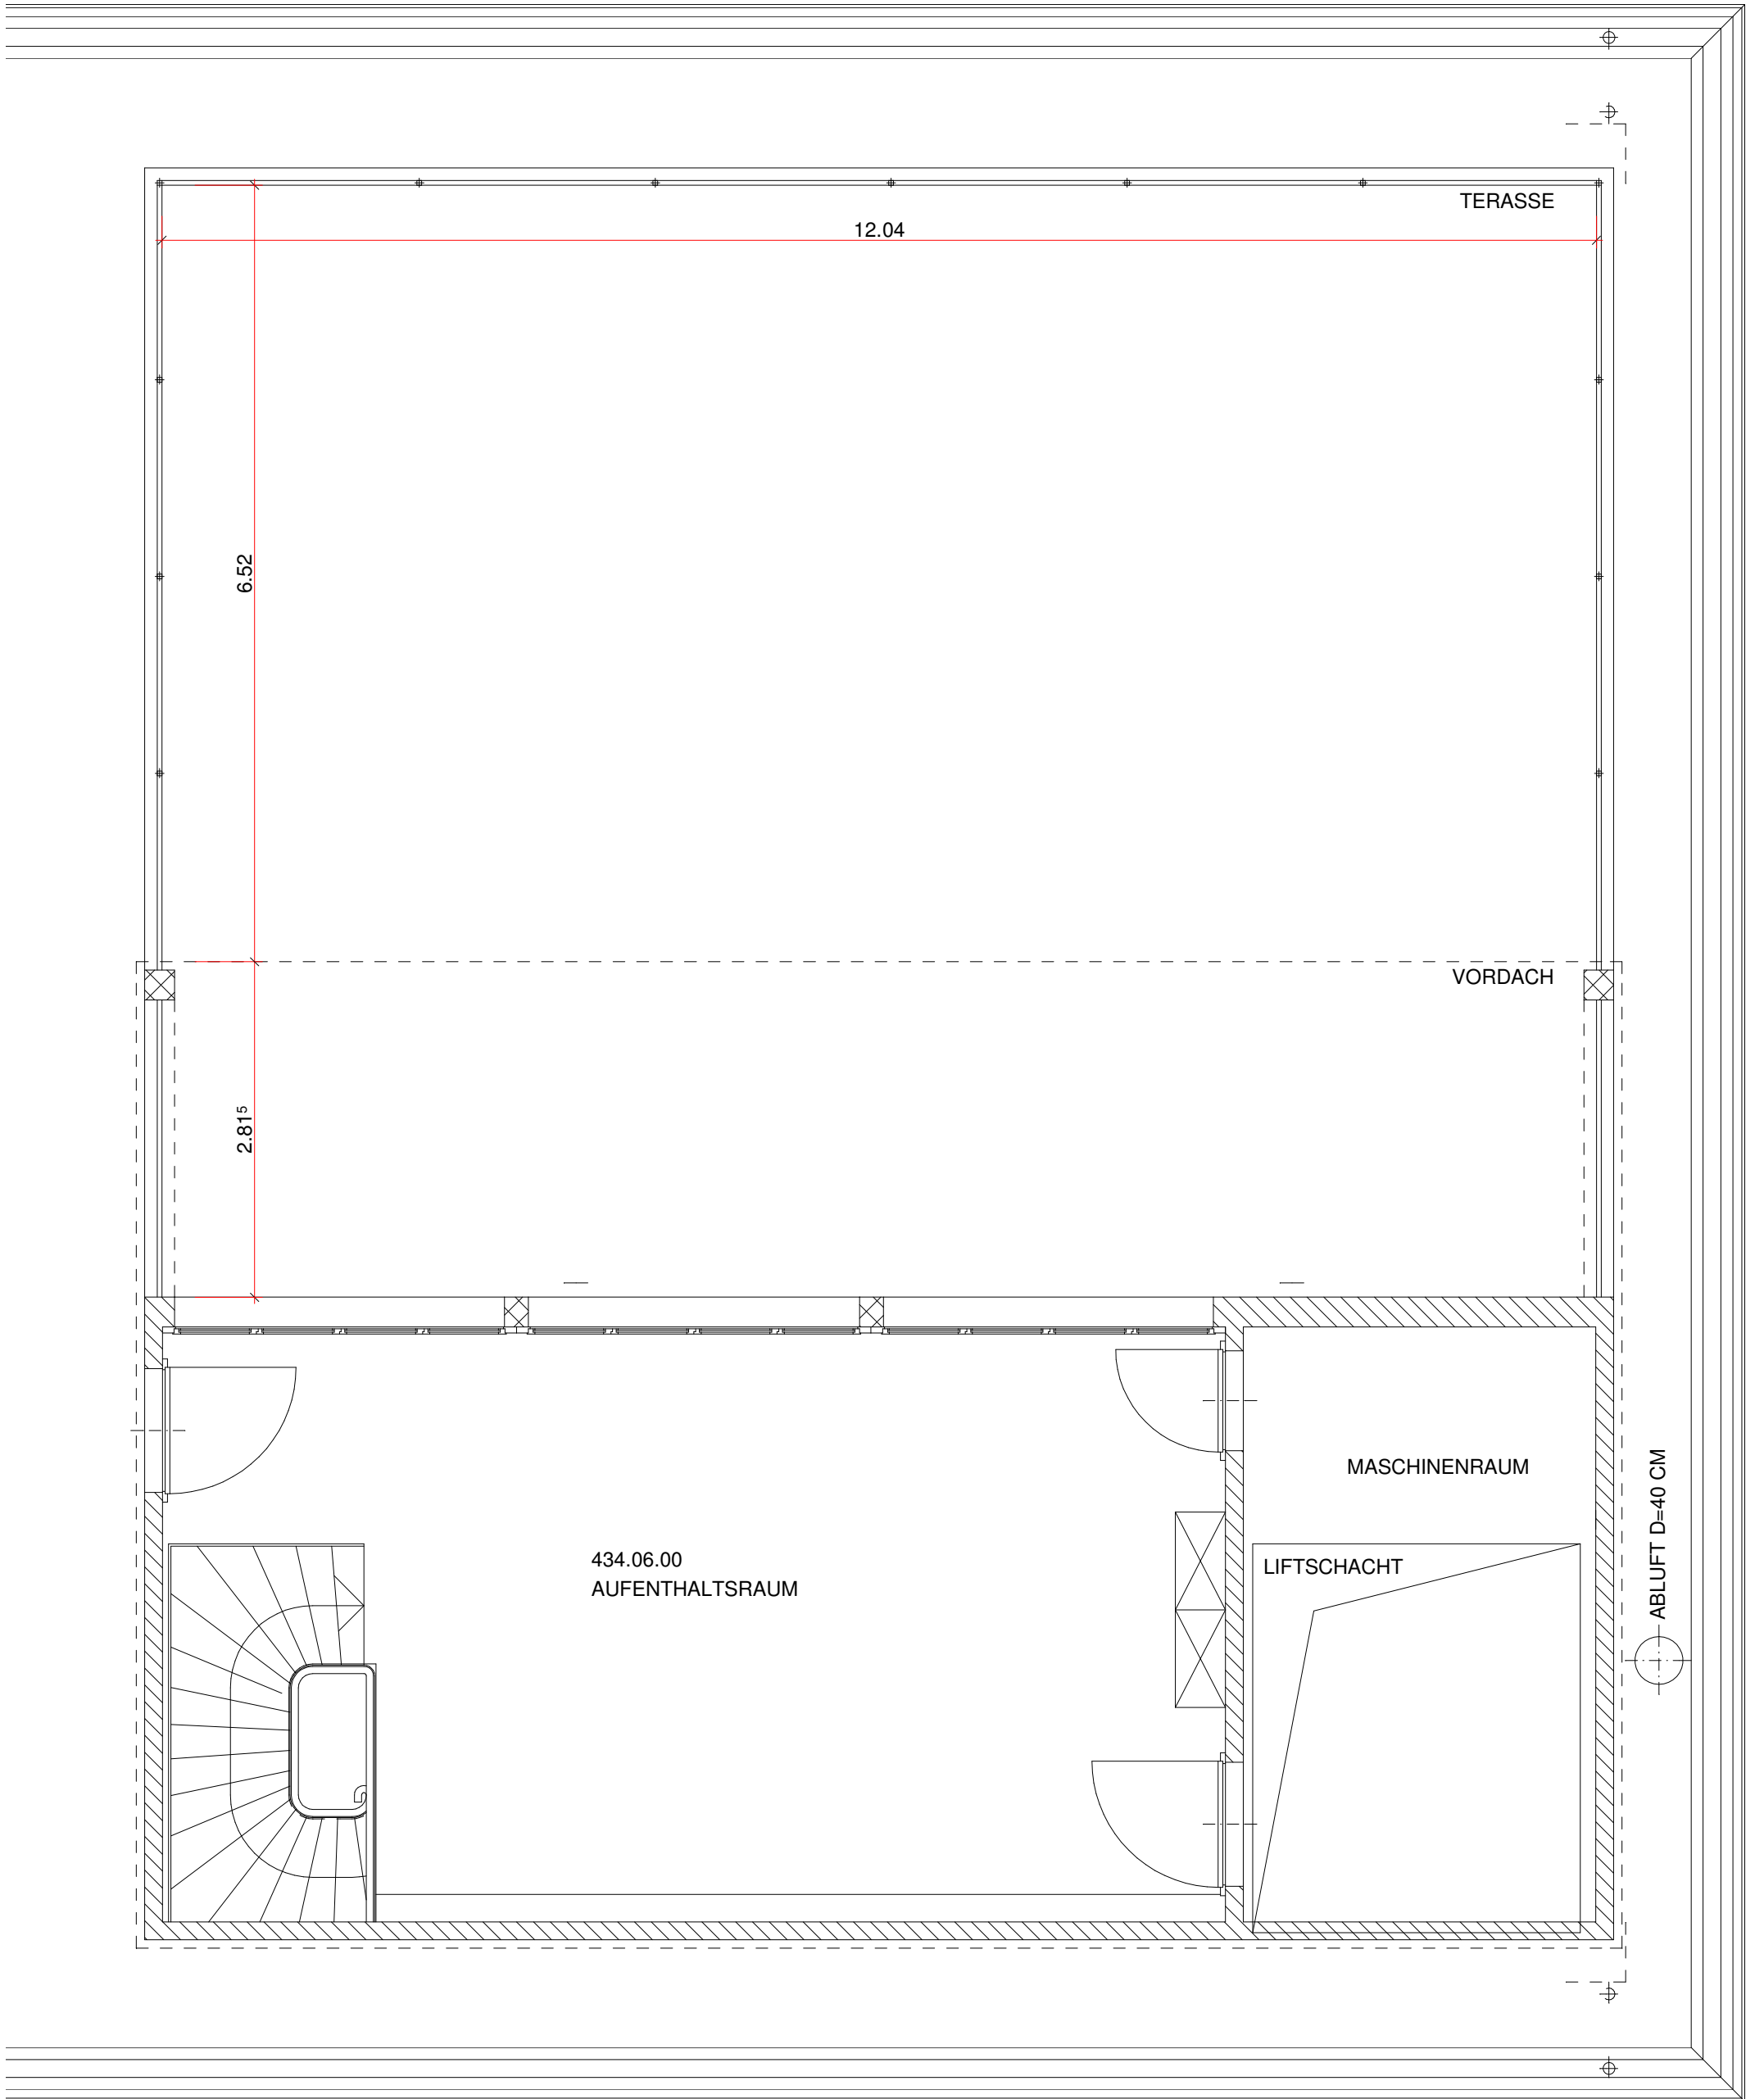 TERASSE
12.04
6.52
VORDACH
2.81⁵
MASCHINENRAUM
ABLUFT D=40 CM
434.06.00
AUFENTHALTSRAUM
LIFTSCHACHT